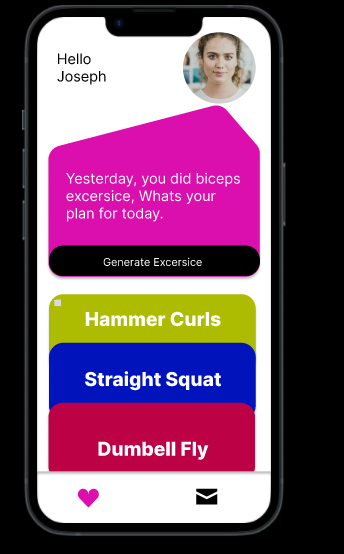 Hello
Joseph
Yesterday, you did biceps
excersice, Whats your
plan for today.
Generate Excersice
Hammer Curls
Straight Squat
Dumbell Fly